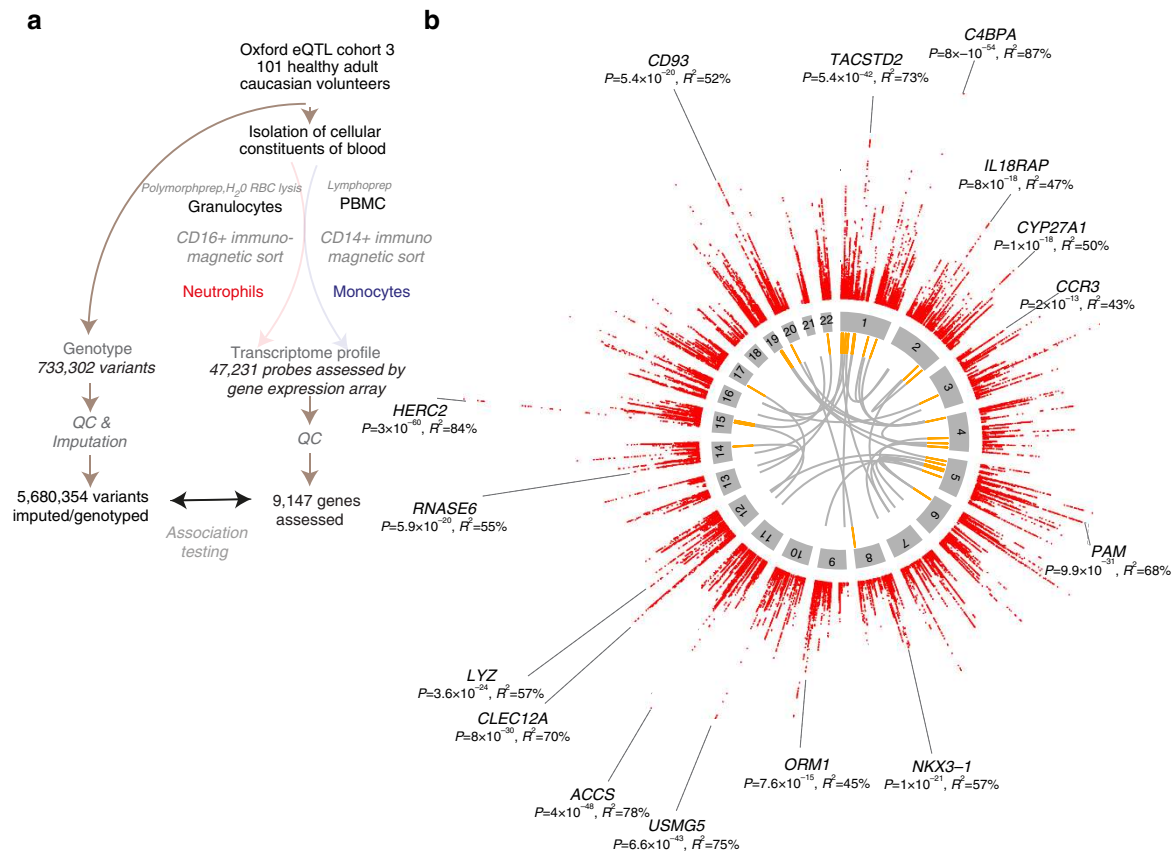 a
Oxford eQTL cohort 3
101 healthy adult
caucasian volunteers
Isolation of cellular
constituents of blood
Polymorphprep,H₂0 RBC lysis
Granulocytes
CD16+ immuno-
magnetic sort
Neutrophils
Lymphoprep
PBMC
CD14+ immuno
magnetic sort
Monocytes
Genotype
733,302 variants
QC &
Imputation
5,680,354 variants
imputed/genotyped
Transcriptome profile
47,231 probes assessed by
gene expression array
QC
9,147 genes
assessed
Association
testing
b
CD93
P=5.4×10⁻²⁰, R²=52%
TACSTD2
P=5.4×10⁻⁴², R²=73%
C4BPA
P=8×−10⁻⁵⁴, R²=87%
IL18RAP
P=8×10⁻¹⁸, R²=47%
CYP27A1
P=1×10⁻¹⁸, R²=50%
CCR3
P=2×10⁻¹³, R²=43%
PAM
P=9.9×10⁻³¹, R²=68%
NKX3−1
P=1×10⁻²¹, R²=57%
ORM1
P=7.6×10⁻¹⁵, R²=45%
USMG5
P=6.6×10⁻⁴³, R²=75%
ACCS
P=4×10⁻⁴⁸, R²=78%
CLEC12A
P=8×10⁻³⁰, R²=70%
LYZ
P=3.6×10⁻²⁴, R²=57%
RNASE6
P=5.9×10⁻²⁰, R²=55%
HERC2
P=3×10⁻⁶⁰, R²=84%
1
2
3
4
5
6
7
8
9
10
11
12
13
14
15
16
17
18
19
20
21
22